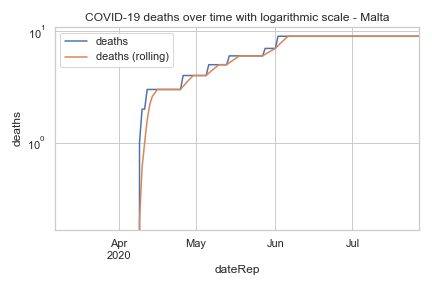 COVID-19 deaths over time with logarithmic scale - Malta
deaths
deaths (rolling)
10¹
10⁰
deaths
Apr
2020
May
Jun
Jul
dateRep